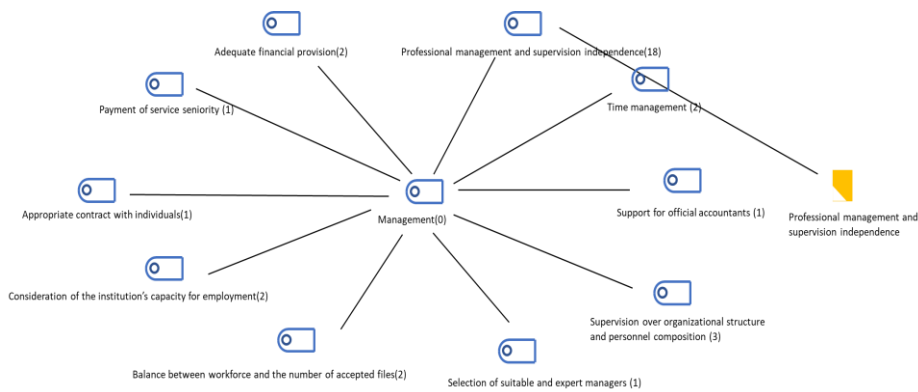 Adequate financial provision(2)
Professional management and supervision independence(18)
Payment of service seniority (1)
Time management (2)
Appropriate contract with individuals(1)
Management(0)
Support for official accountants (1)
Professional management and
supervision independence
Consideration of the institution's capacity for employment(2)
Supervision over organizational structure
and personnel composition (3)
Balance between workforce and the number of accepted files(2)
Selection of suitable and expert managers (1)